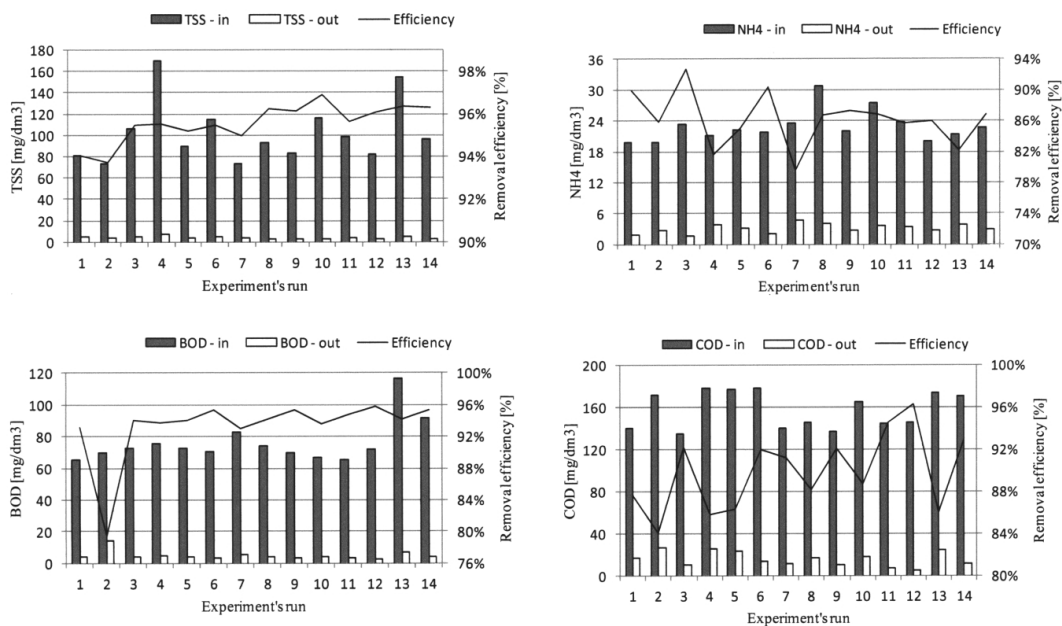 TSS - in TSS - out Efficiency
TSS [mg/dm3]
180
160
140
120
100
80
60
40
20
0
98%
96%
94%
92%
90%
Removal efficiency [%]
1 2 3 4 5 6 7 8 9 10 11 12 13 14
Experiment's run
NH4 - in NH4 - out Efficiency
NH4 [mg/dm3]
36
30
24
18
12
6
0
94%
90%
86%
82%
78%
74%
70%
Removal efficiency [%]
1 2 3 4 5 6 7 8 9 10 11 12 13 14
Experiment's run
BOD - in BOD - out Efficiency
BOD [mg/dm3]
120
100
80
60
40
20
0
100%
96%
92%
88%
84%
80%
76%
Removal efficiency [%]
1 2 3 4 5 6 7 8 9 10 11 12 13 14
Experiment's run
COD - in COD - out Efficiency
COD [mg/dm3]
200
160
120
80
40
0
100%
96%
92%
88%
84%
80%
Removal efficiency [%]
1 2 3 4 5 6 7 8 9 10 11 12 13 14
Experiment's run